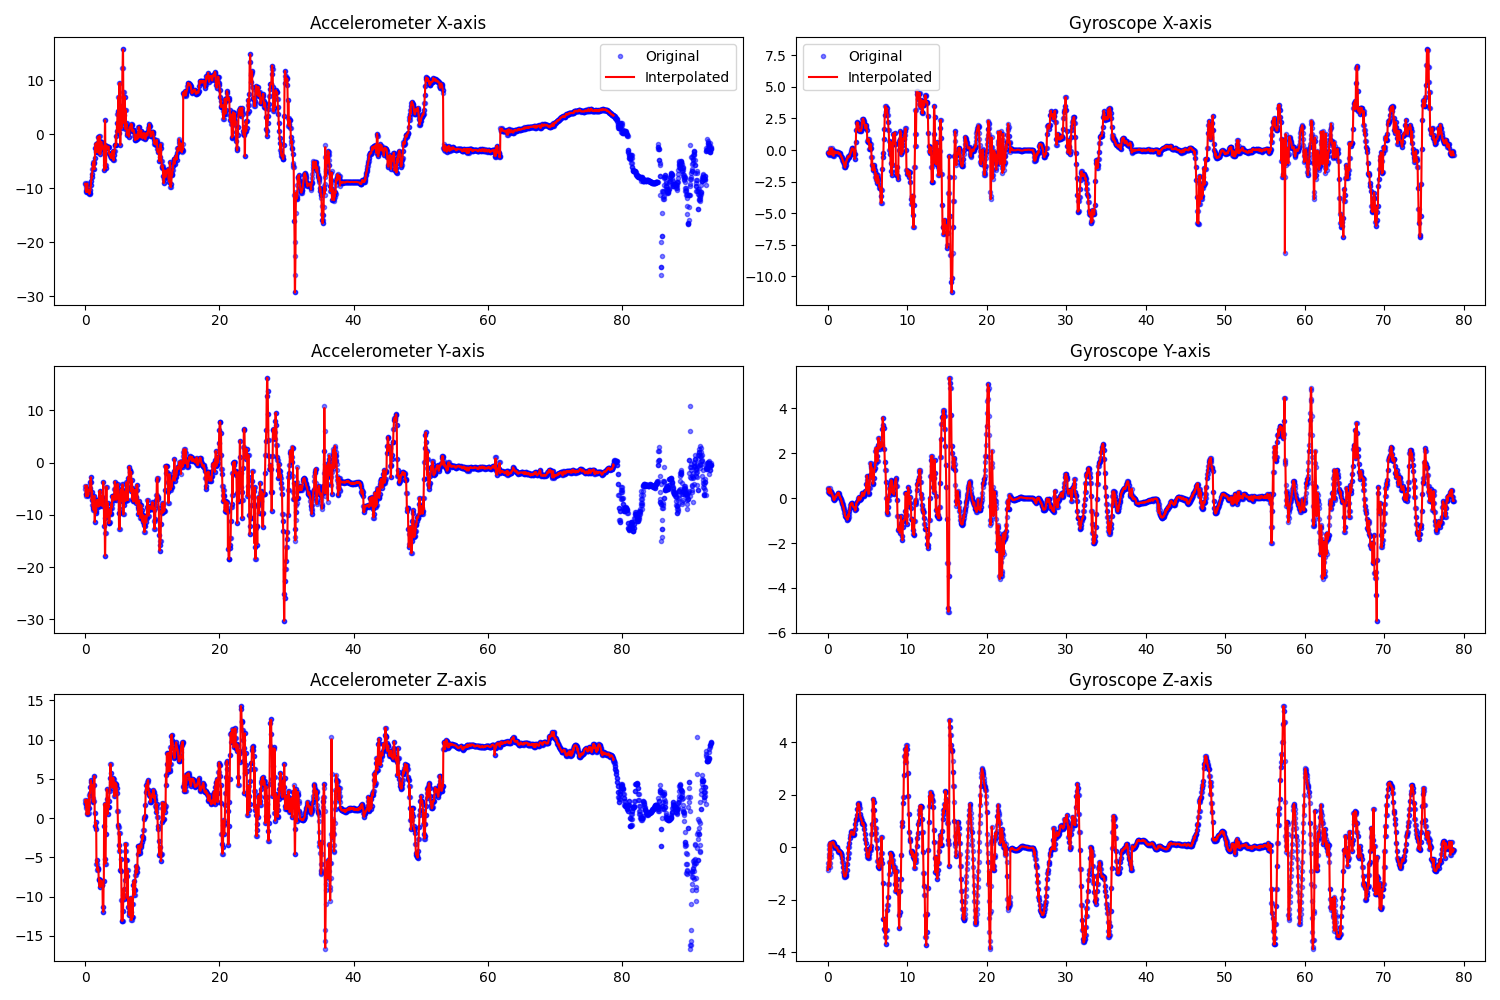 Accelerometer X-axis
Original
Interpolated
10
0
−10
−20
−30
0 20 40 60 80
Gyroscope X-axis
Original
Interpolated
7.5
5.0
2.5
0.0
−2.5
−5.0
−7.5
−10.0
0 10 20 30 40 50 60 70 80
Accelerometer Y-axis
10
0
−10
−20
−30
0 20 40 60 80
Gyroscope Y-axis
4
2
0
−2
−4
−6
0 10 20 30 40 50 60 70 80
Accelerometer Z-axis
15
10
5
0
−5
−10
−15
0 20 40 60 80
Gyroscope Z-axis
4
2
0
−2
−4
0 10 20 30 40 50 60 70 80